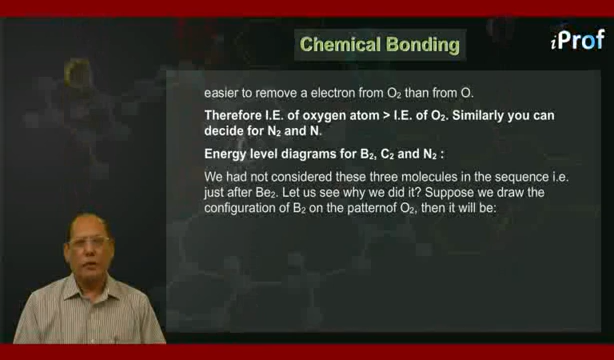 Chemical Bonding
iProf
easier to remove a electron from O₂ than from O.
Therefore I.E. of oxygen atom > I.E. of O₂. Similarly you can
decide for N₂ and N.
Energy level diagrams for B₂, C₂ and N₂ :
We had not considered these three molecules in the sequence i.e.
just after Be₂. Let us see why we did it? Suppose we draw the
configuration of B₂ on the patternof O₂, then it will be: